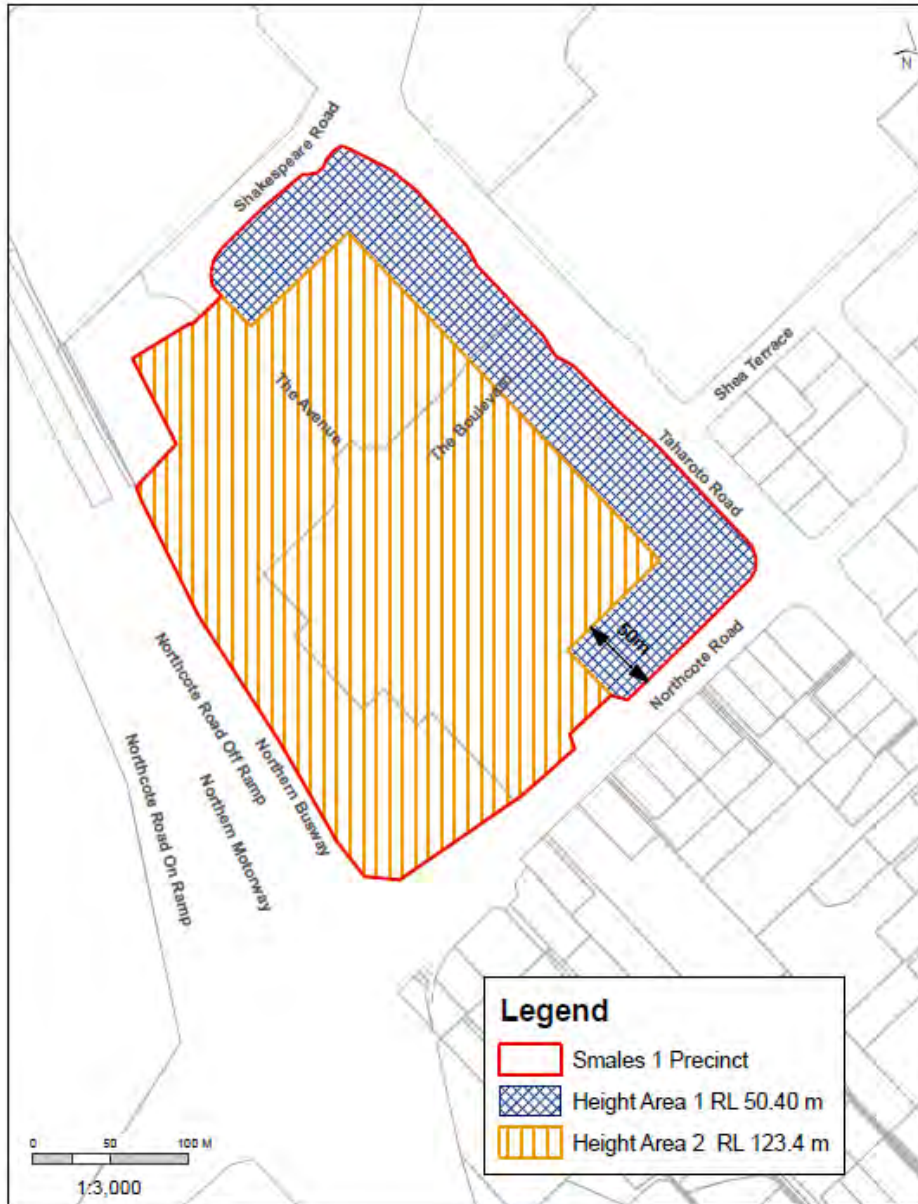 N
Shakespeare Road
Shea Terrace
The Avenue
The Boulevard
Taharoto Road
50m
Northcote Road
Northcote Road Off Ramp
Northern Busway
Northcote Road On Ramp
Northern Motorway
Legend
Smales 1 Precinct
Height Area 1 RL 50.40 m
Height Area 2 RL 123.4 m
0 50 100 M
1:3,000